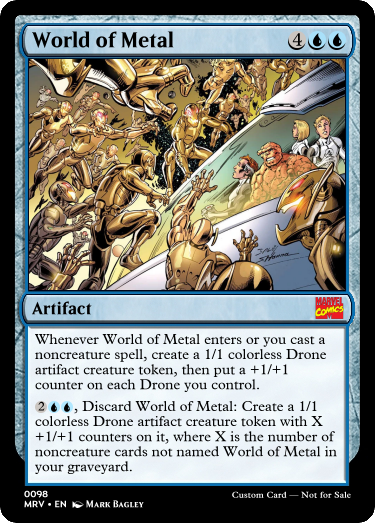 World of Metal 4
Artifact
MARVEL
COMICS
Whenever World of Metal enters or you cast a
noncreature spell, create a 1/1 colorless Drone
artifact creature token, then put a +1/+1
counter on each Drone you control.
2, Discard World of Metal: Create a 1/1
colorless Drone artifact creature token with X
+1/+1 counters on it, where X is the number of
noncreature cards not named World of Metal in
your graveyard.
0098
MRV • EN Mark Bagley
Custom Card — Not for Sale